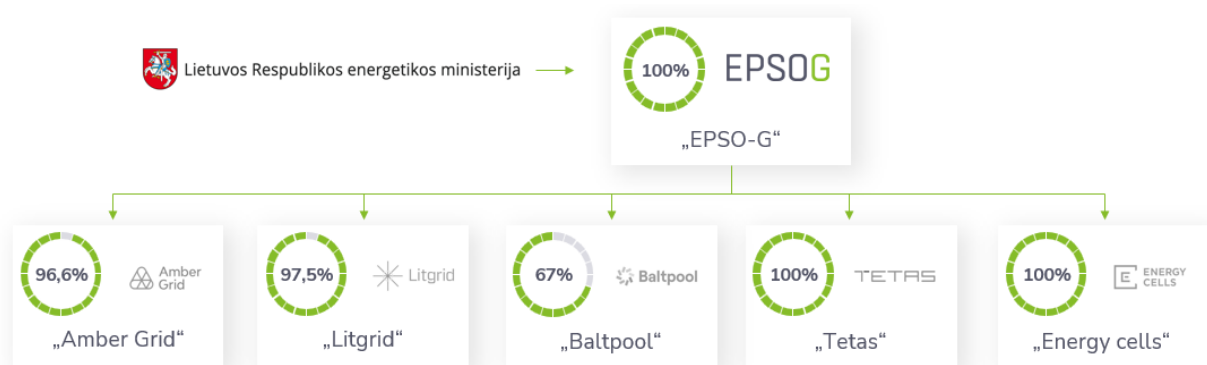 Lietuvos Respublikos energetikos ministerija
100%
EPSOG
„EPSO-G“
96,6%
Amber
Grid
„Amber Grid“
97,5%
Litgrid
„Litgrid“
67%
Baltpool
„Baltpool“
100%
TETAS
„Tetas“
100%
ENERGY
CELLS
„Energy cells“